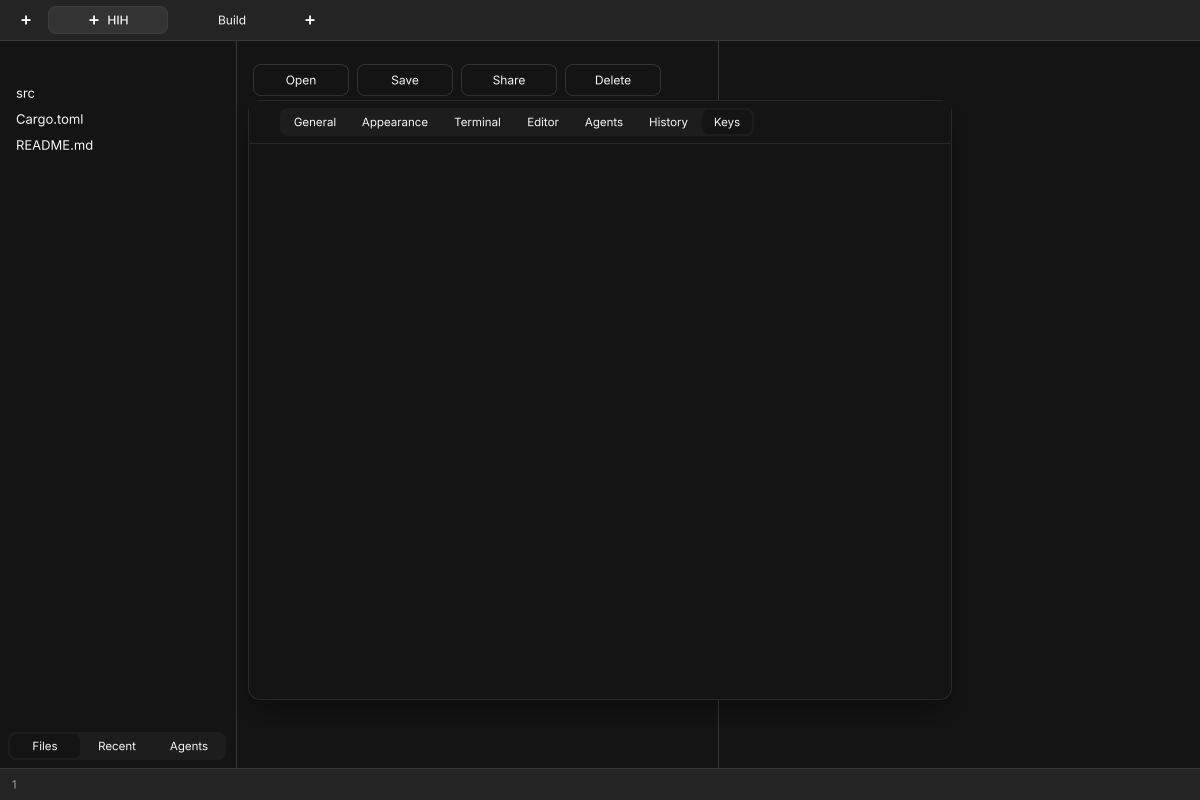 + + HIH Build +
src
Cargo.toml
README.md
Open Save Share Delete
General Appearance Terminal Editor Agents History Keys
Files Recent Agents
1